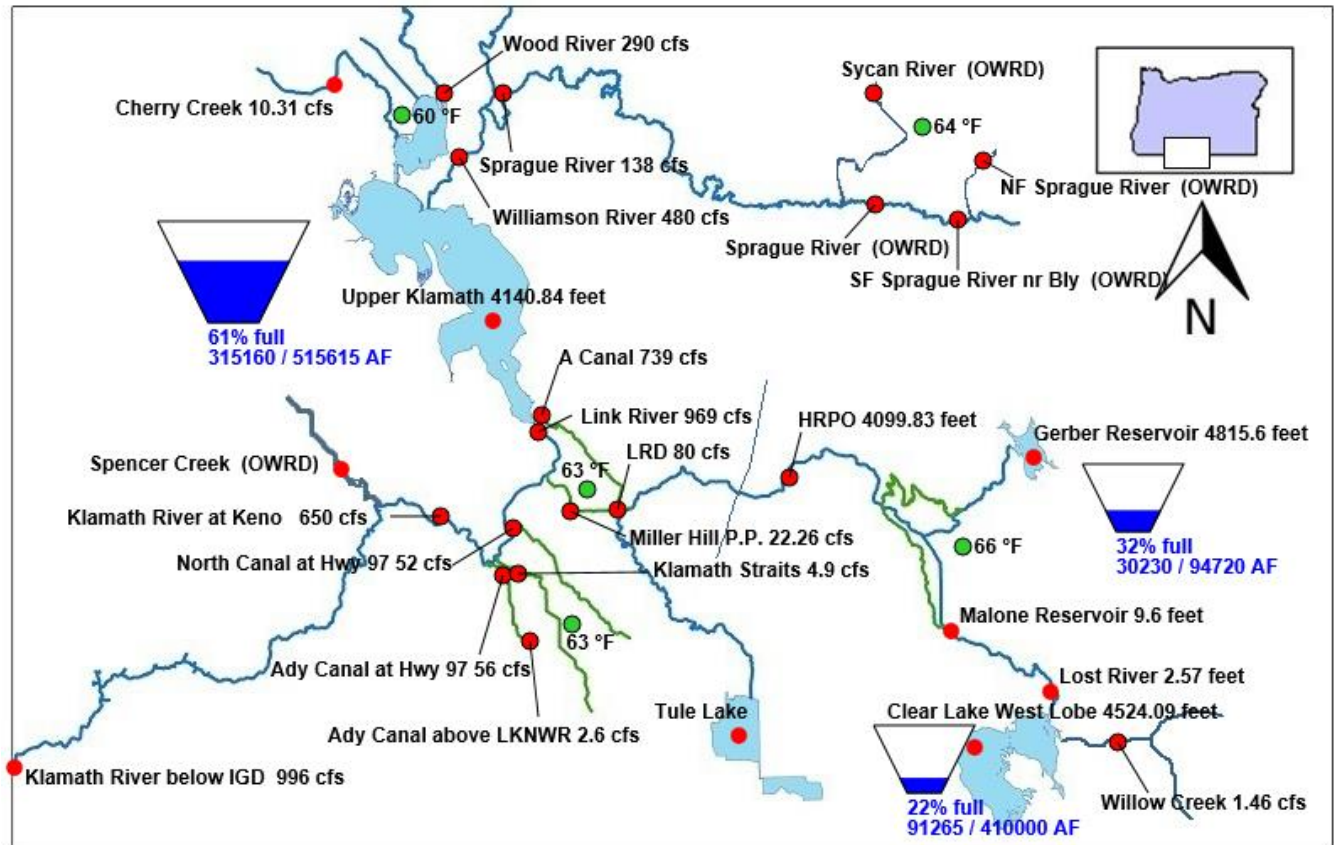 Wood River 290 cfs
Sycan River (OWRD)
Cherry Creek 10.31 cfs
60 °F
64 °F
Sprague River 138 cfs
NF Sprague River (OWRD)
Williamson River 480 cfs
Sprague River (OWRD)
SF Sprague River nr Bly (OWRD)
N
Upper Klamath 4140.84 feet
61% full
315160 / 515615 AF
A Canal 739 cfs
Link River 969 cfs
HRPO 4099.83 feet
Gerber Reservoir 4815.6 feet
LRD 80 cfs
Spencer Creek (OWRD)
63 °F
Klamath River at Keno 650 cfs
Miller Hill P.P. 22.26 cfs
66 °F
32% full
30230 / 94720 AF
North Canal at Hwy 97 52 cfs
Klamath Straits 4.9 cfs
Malone Reservoir 9.6 feet
63 °F
Ady Canal at Hwy 97 56 cfs
Lost River 2.57 feet
Tule Lake
Clear Lake West Lobe 4524.09 feet
Ady Canal above LKNWR 2.6 cfs
Klamath River below IGD 996 cfs
Willow Creek 1.46 cfs
22% full
91265 / 410000 AF